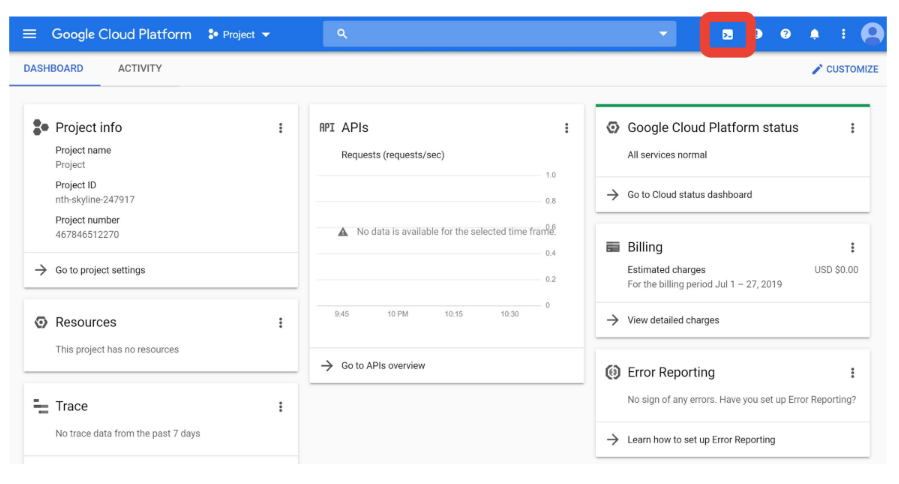 Google Cloud Platform
Project
DASHBOARD
ACTIVITY
CUSTOMIZE
Project info
Project name
Project
Project ID
nth-skyline-247917
Project number
467846512270
Go to project settings
Resources
This project has no resources
Trace
No trace data from the past 7 days
API APIs
Requests (requests/sec)
1.0
0.8
0.6
No data is available for the selected time frame.
0.4
0.2
0
9:45 10 PM 10:15 10:30
Go to APIs overview
Google Cloud Platform status
All services normal
Go to Cloud status dashboard
Billing
Estimated charges USD $0.00
For the billing period Jul 1 – 27, 2019
View detailed charges
Error Reporting
No sign of any errors. Have you set up Error Reporting?
Learn how to set up Error Reporting